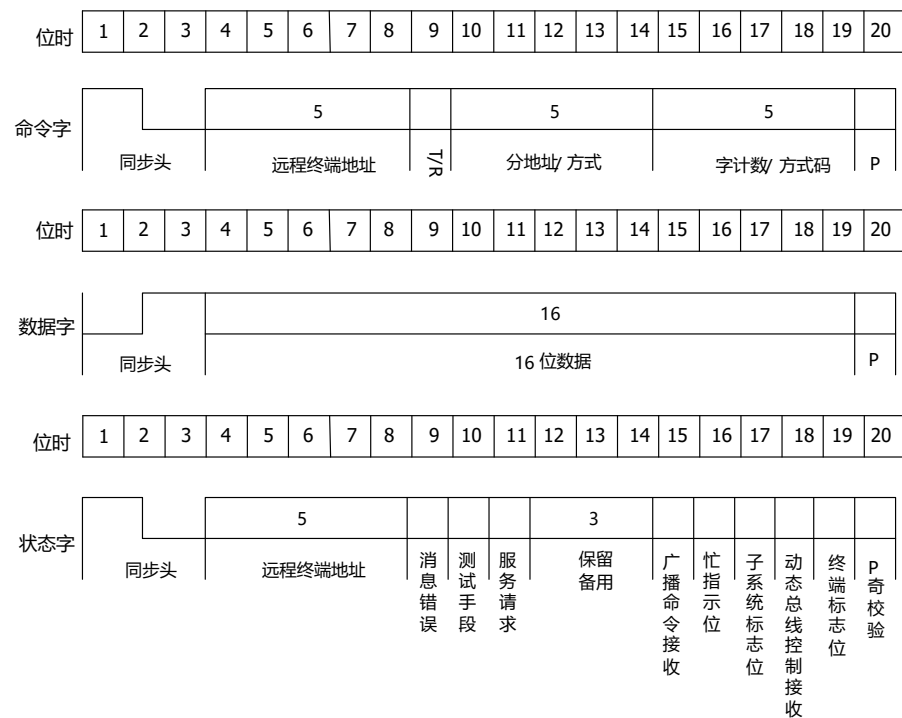 位时 1 2 3 4 5 6 7 8 9 10 11 12 13 14 15 16 17 18 19 20
命令字 5 5 5
同步头 远程终端地址 T/R 分地址/方式 字计数/方式码 P
位时 1 2 3 4 5 6 7 8 9 10 11 12 13 14 15 16 17 18 19 20
数据字 16
同步头 16位数据 P
位时 1 2 3 4 5 6 7 8 9 10 11 12 13 14 15 16 17 18 19 20
状态字 5 3
同步头
远程终端地址
消息错误
测试手段
服务请求
保留
备用
广播命令接收
忙指示位
子系统标志位
动态总线控制接收
终端标志位
P奇校验